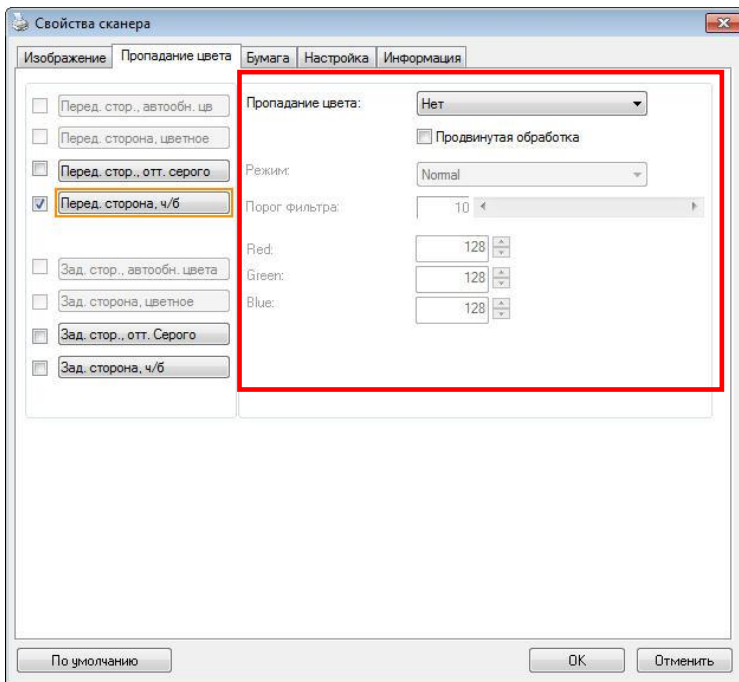 Свойства сканера
Изображение Пропадание цвета Бумага Настройка Информация
Перед. стор., автообн. цв
Перед. сторона, цветное
Перед. стор., отт. серого
Перед. сторона, ч/б
Зад. стор., автообн. цвета
Зад. сторона, цветное
Зад. стор., отт. Серого
Зад. сторона, ч/б
Пропадание цвета: Нет
Продвинутая обработка
Режим: Normal
Порог фильтра: 10
Red: 128
Green: 128
Blue: 128
По умолчанию OK Отменить